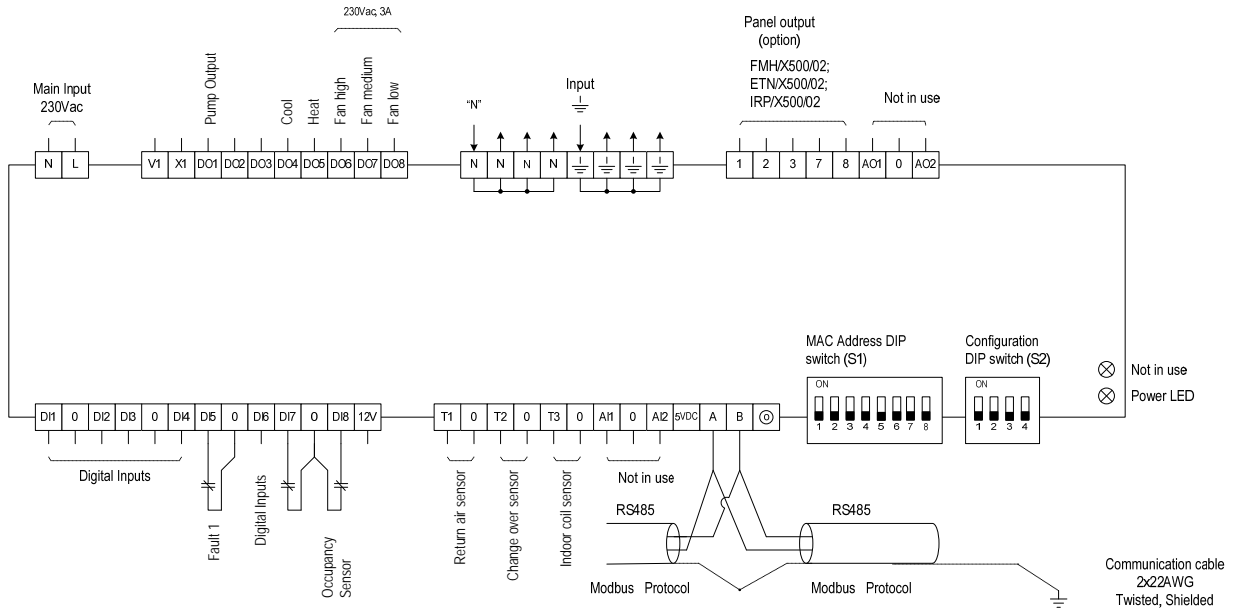 230Vac, 3A
Panel output
(option)
FMH/X500/02;
ETN/X500/02;
IRP/X500/02
Not in use
Main Input
230Vac
Pump Output
Cool
Heat
Fan high
Fan medium
Fan low
"N"
Input
N L
V1 X1 DO1 DO2 DO3 DO4 DO5 DO6 DO7 DO8
N N N N
1 2 3 7 8 AO1 0 AO2
MAC Address DIP
switch (S1)
ON
1 2 3 4 5 6 7 8
Configuration
DIP switch (S2)
ON
1 2 3 4
Not in use
Power LED
DI1 0 DI2 DI3 0 DI4 DI5 0 DI6 DI7 0 DI8 12V
T1 0 T2 0 T3 0 AI1 0 AI2 5VDC A B
Digital Inputs
Fault 1
Digital Inputs
Occupancy
Sensor
Return air sensor
Change over sensor
Indoor coil sensor
Not in use
RS485
RS485
Modbus Protocol
Modbus Protocol
Communication cable
2x22AWG
Twisted, Shielded